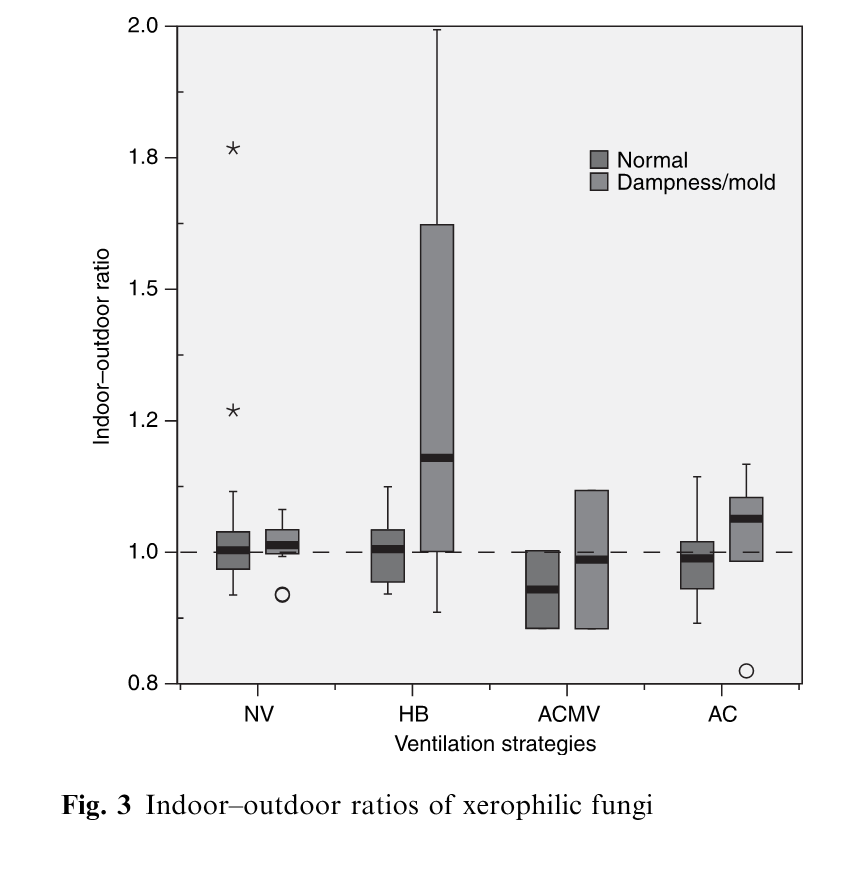 2.0
1.8
1.5
1.2
1.0
0.8
Indoor–outdoor ratio
Normal
Dampness/mold
NV
HB
ACMV
AC
Ventilation strategies
Fig. 3 Indoor–outdoor ratios of xerophilic fungi